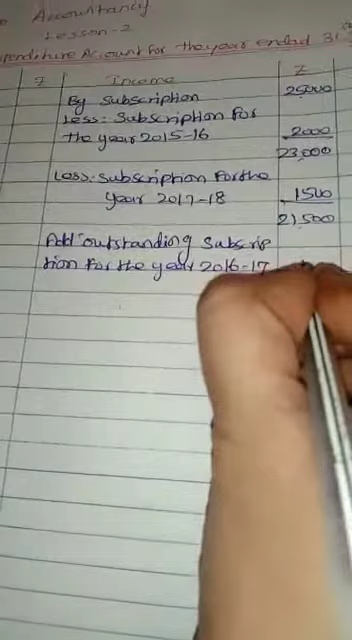 Accountancy
Lesson-2
Expenditure Account for the year ended 31
₹ Income ₹
By subscription 25000
Less: Subscription for
the year 2015-16 2000
23,000
Less: Subscription for the
year 2017-18 1500
21,500
Add outstanding subscrip
tion for the year 2016-17